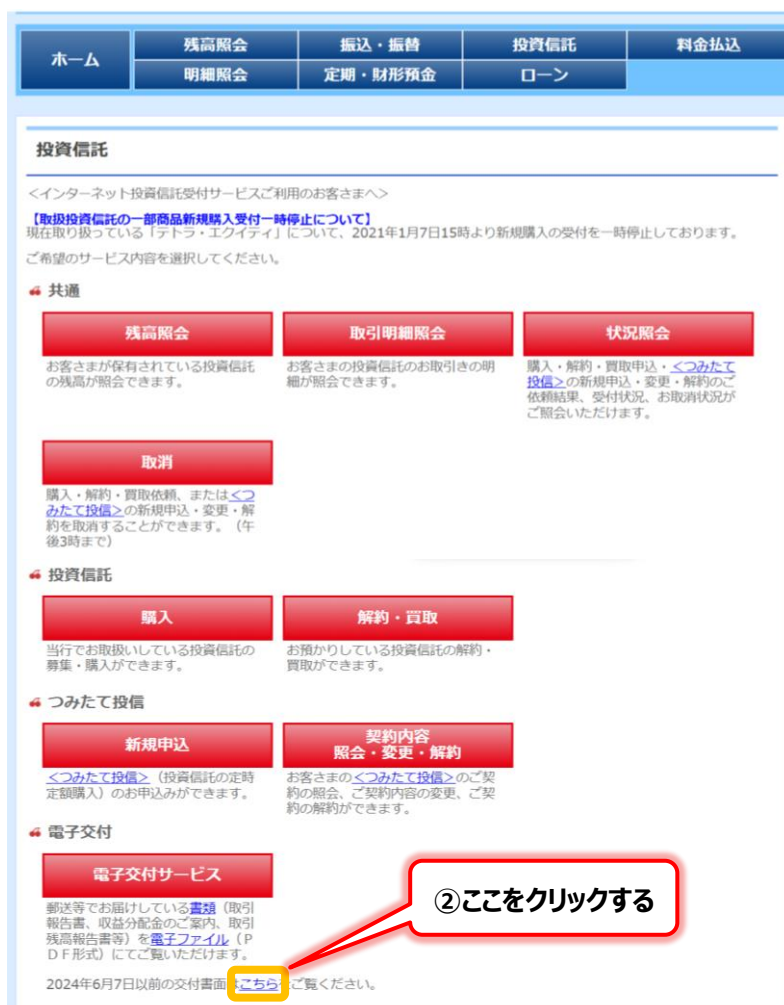 ホーム 残高照会 振込・振替 投資信託 料金払込
明細照会 定期・財形預金 ローン
投資信託
<インターネット投資信託受付サービスご利用のお客さまへ>
【取扱投資信託の一部商品新規購入受付一時停止について】
現在取り扱っている「テトラ・エクイティ」について、2021年1月7日15時より新規購入の受付を一時停止しております。
ご希望のサービス内容を選択してください。
共通
残高照会 取引明細照会 状況照会
お客さまが保有されている投資信託
の残高が照会できます。
お客さまの投資信託のお取引きの明
細が照会できます。
購入・解約・買取申込・<つみたて
投信>の新規申込・変更・解約のご
依頼結果、受付状況、お取消状況が
ご照会いただけます。
取消
購入・解約・買取依頼、または<つ
みたて投信>の新規申込・変更・解
約を取消することができます。（午
後3時まで）
投資信託
購入 解約・買取
当行でお取扱いしている投資信託の
募集・購入ができます。
お預かりしている投資信託の解約・
買取ができます。
つみたて投信
新規申込
契約内容
照会・変更・解約
<つみたて投信>（投資信託の定時
定額購入）のお申込みができます。
お客さまの<つみたて投信>のご契
約の照会、ご契約内容の変更、ご契
約の解約ができます。
電子交付
電子交付サービス
郵送等でお届けしている書類（取引
報告書、収益分配金のご案内、取引
残高報告書等）を電子ファイル（Ｐ
ＤＦ形式）にてご覧いただけます。
②ここをクリックする
2024年6月7日以前の交付書面はこちらをご覧ください。